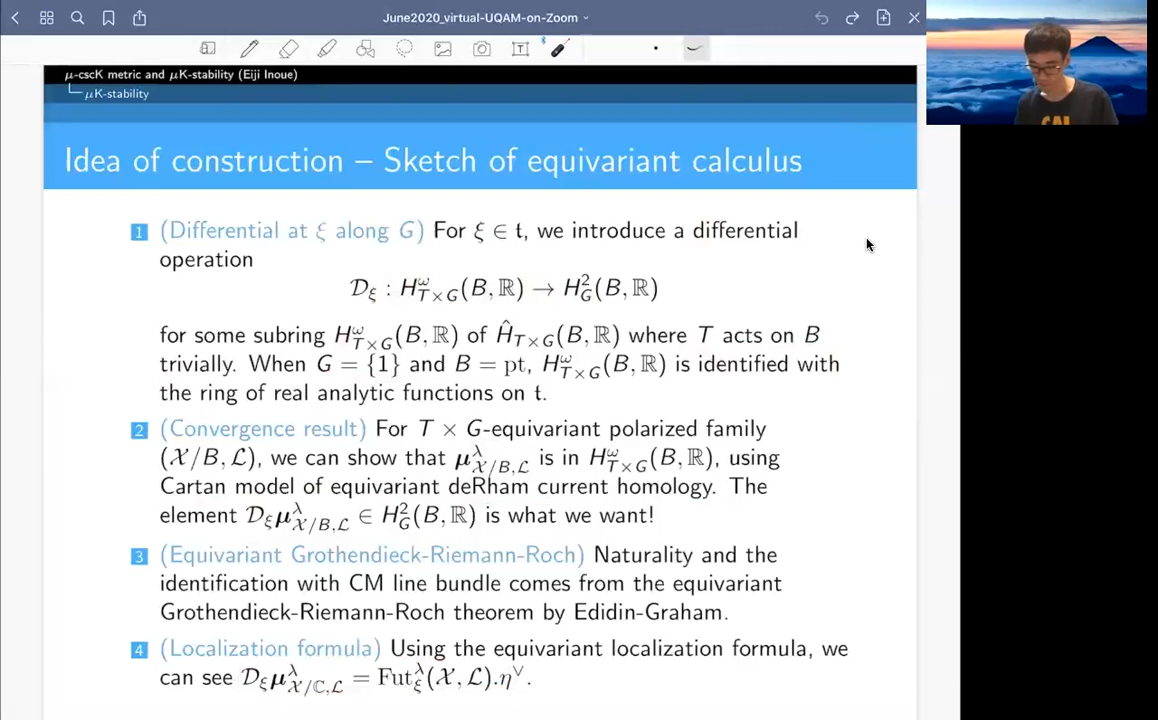 June2020_virtual-UQAM-on-Zoom
μ-cscK metric and μK-stability (Eiji Inoue)
μK-stability
Idea of construction – Sketch of equivariant calculus
1 (Differential at ξ along G) For ξ ∈ t, we introduce a differential
operation
𝒟_ξ : H^ω_{T×G}(B, ℝ) → H^2_G(B, ℝ)
for some subring H^ω_{T×G}(B, ℝ) of Ĥ_{T×G}(B, ℝ) where T acts on B
trivially. When G = {1} and B = pt, H^ω_{T×G}(B, ℝ) is identified with
the ring of real analytic functions on t.
2 (Convergence result) For T × G-equivariant polarized family
(𝒳/B, ℒ), we can show that μ^λ_{𝒳/B,ℒ} is in H^ω_{T×G}(B, ℝ), using
Cartan model of equivariant deRham current homology. The
element 𝒟_ξ μ^λ_{𝒳/B,ℒ} ∈ H^2_G(B, ℝ) is what we want!
3 (Equivariant Grothendieck-Riemann-Roch) Naturality and the
identification with CM line bundle comes from the equivariant
Grothendieck-Riemann-Roch theorem by Edidin-Graham.
4 (Localization formula) Using the equivariant localization formula, we
can see 𝒟_ξ μ^λ_{𝒳/ℂ,ℒ} = Fut^λ_ξ(𝒳, ℒ).η^∨.
CAL